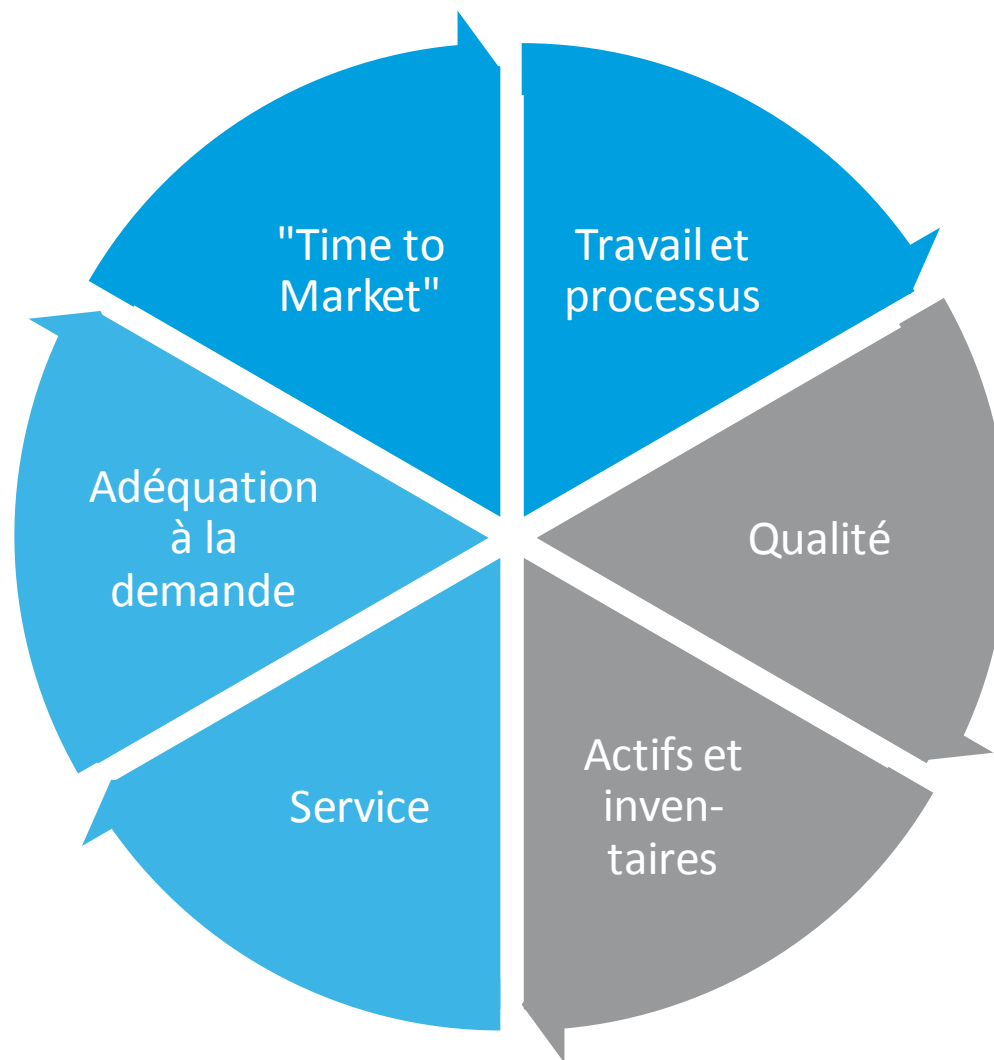 "Time to
Market"
Travail et
processus
Qualité
Actifs et
inven-
taires
Service
Adéquation
à la
demande